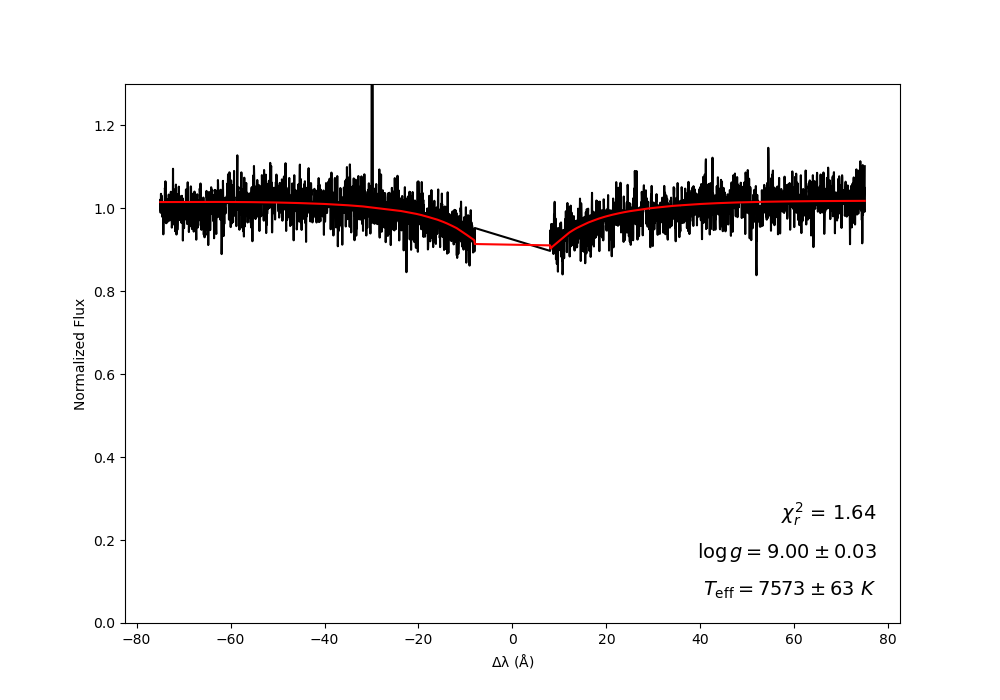 1.2
1.0
0.8
0.6
0.4
0.2
0.0
Normalized Flux
χ²ᵣ = 1.64
log g = 9.00 ± 0.03
T_eff = 7573 ± 63 K
−80 −60 −40 −20 0 20 40 60 80
Δλ (Å)